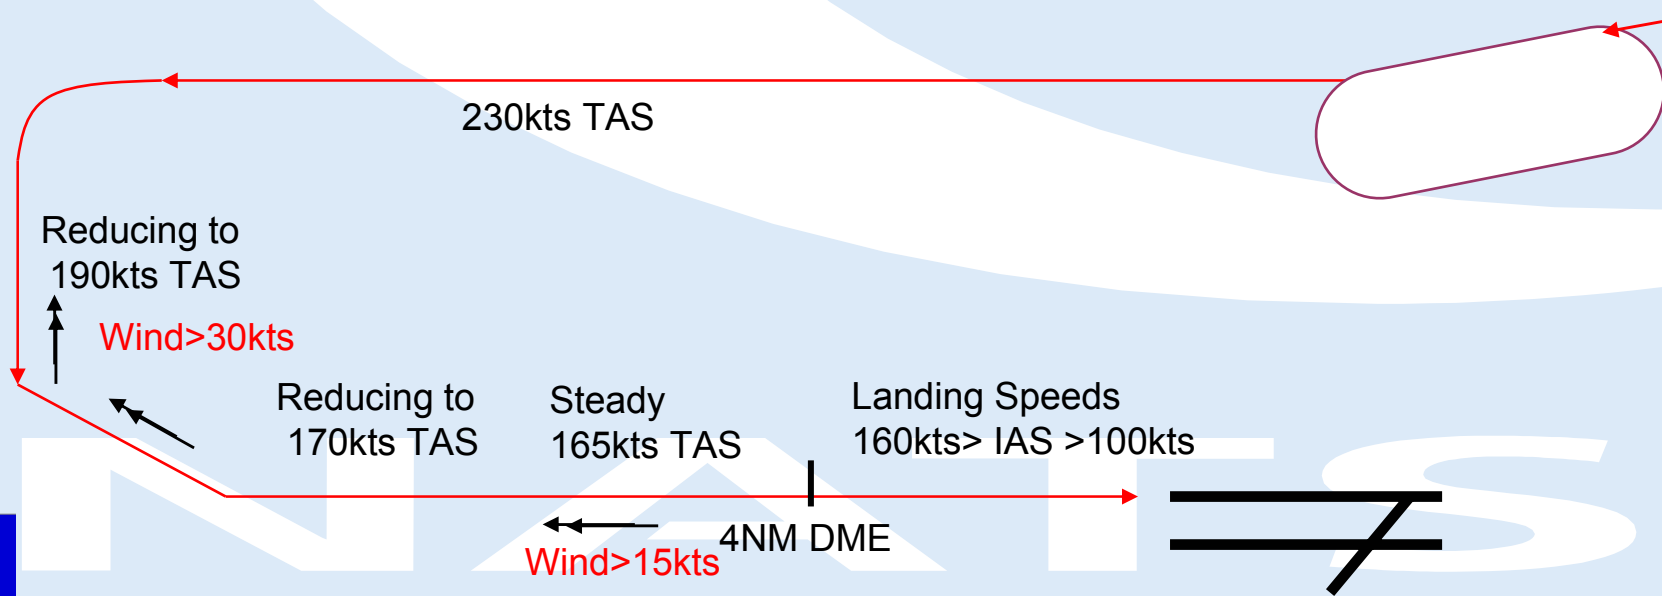 230kts TAS
Reducing to
190kts TAS
Wind>30kts
Reducing to
170kts TAS
Steady
165kts TAS
Landing Speeds
160kts> IAS >100kts
4NM DME
Wind>15kts
NATS